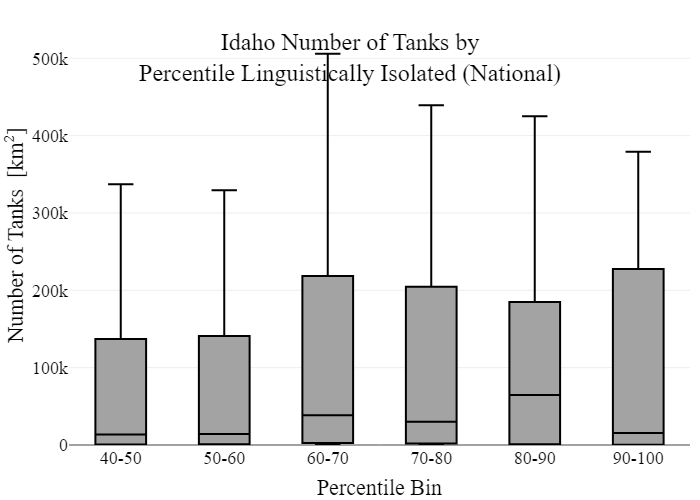 Idaho Number of Tanks by
Percentile Linguistically Isolated (National)
Number of Tanks [km²]
500k
400k
300k
200k
100k
0
40-50 50-60 60-70 70-80 80-90 90-100
Percentile Bin